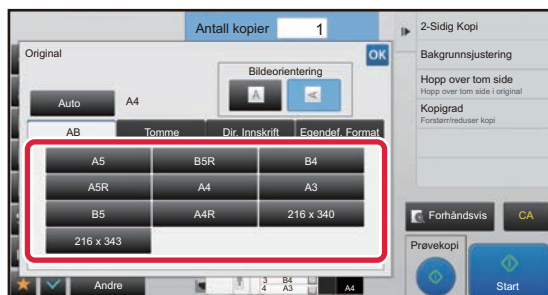 Antall kopier 1
Original
OK
Bildeorientering
A A
Auto A4
AB Tomme Dir. Innskrift Egendef. Format
A5 B5R B4
A5R A4 A3
B5 A4R 216 x 340
216 x 343
Andre
3 B4
4 A3
A4
2-Sidig Kopi
Bakgrunnsjustering
Hopp over tom side
Hopp over tom side i original
Kopigrad
Forstørr/reduser kopi
Forhåndsvis CA
Prøvekopi
Start